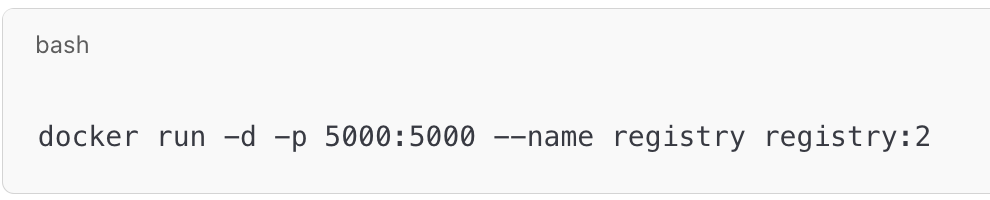 bash
docker run -d -p 5000:5000 --name registry registry:2